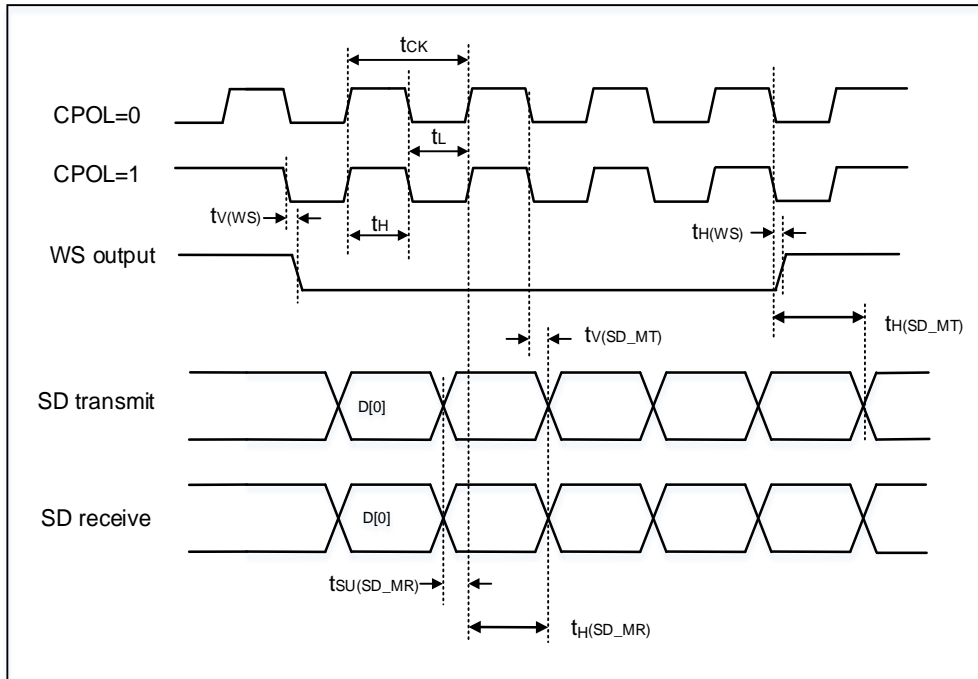 tCK
CPOL=0
tL
CPOL=1
tV(WS)
tH
tH(WS)
WS output
tV(SD_MT)
tH(SD_MT)
SD transmit
D[0]
SD receive
D[0]
tSU(SD_MR)
tH(SD_MR)